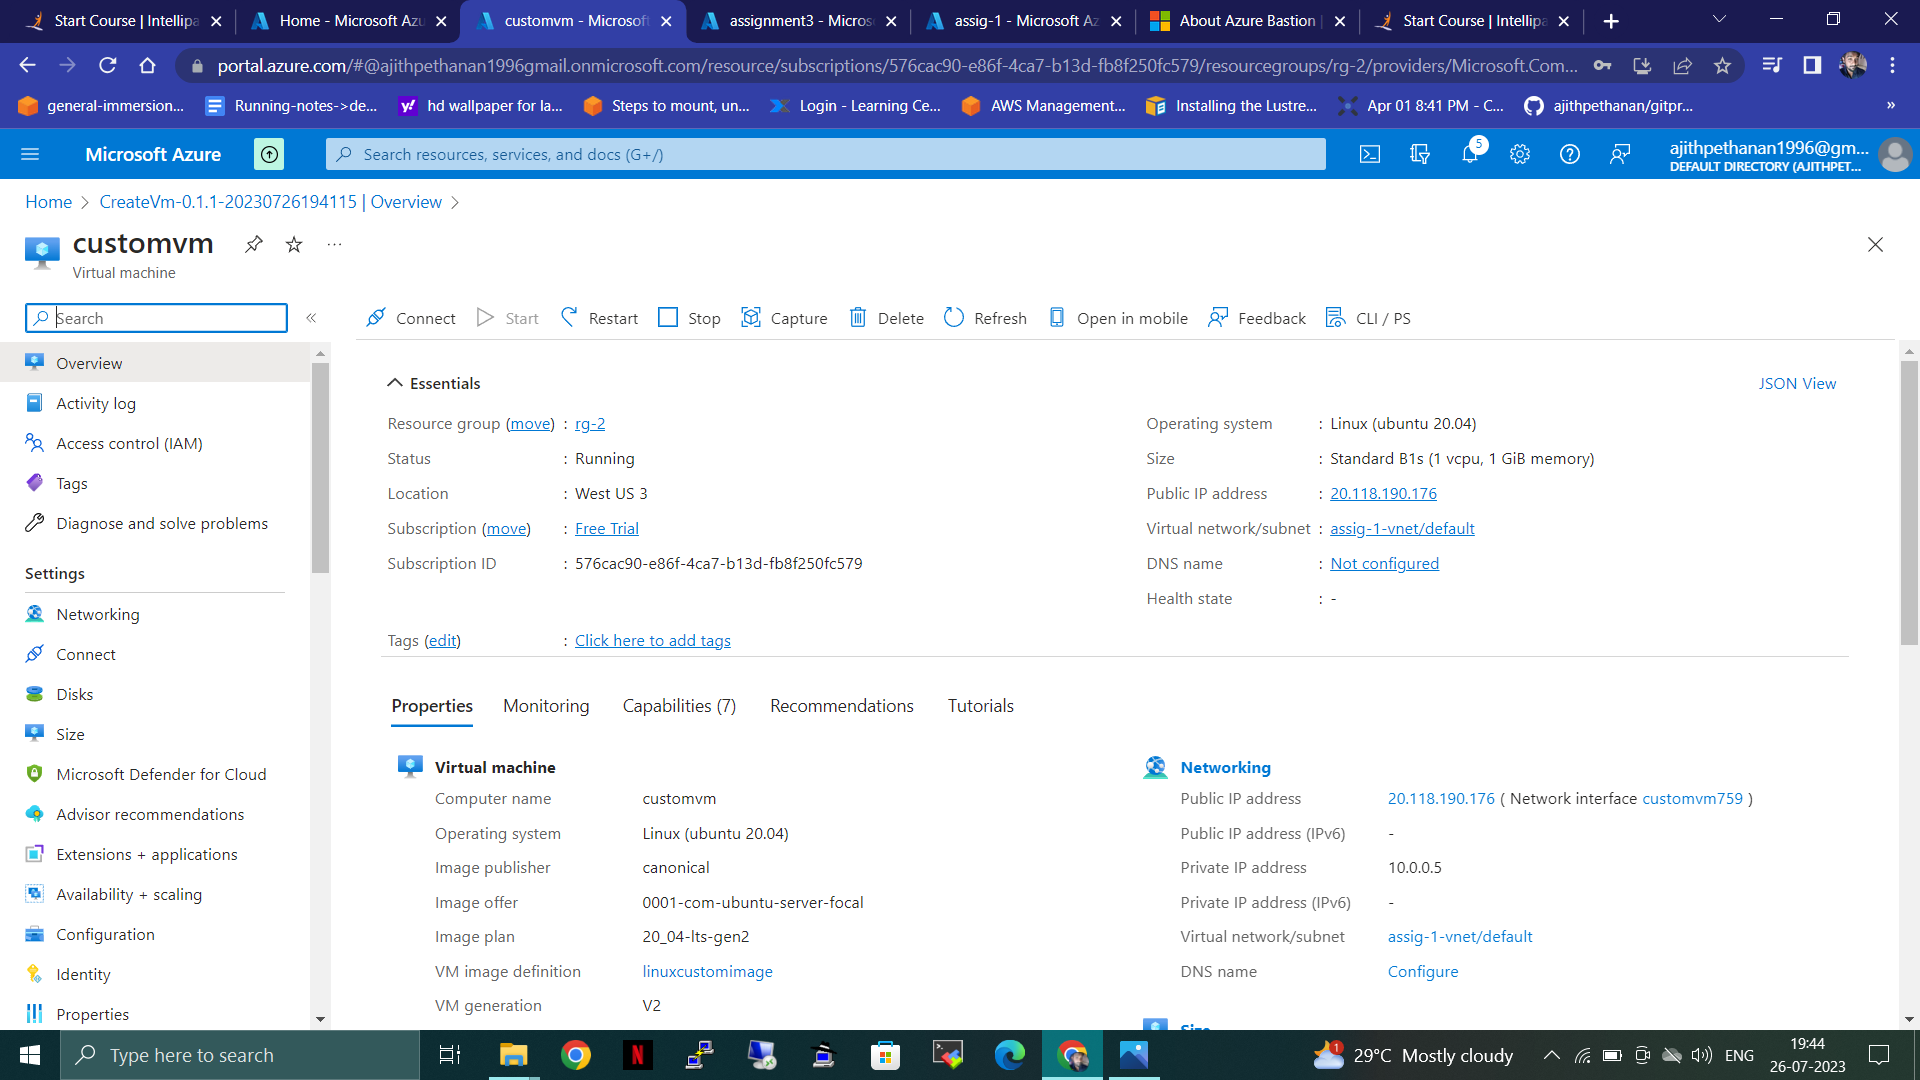 Start Course | Intellipa
Home - Microsoft Azu
customvm - Microsoft
assignment3 - Micros
assig-1 - Microsoft Az
About Azure Bastion |
Start Course | Intellipa
portal.azure.com/#@ajithpethanan1996gmail.onmicrosoft.com/resource/subscriptions/576cac90-e86f-4ca7-b13d-fb8f250fc579/resourcegroups/rg-2/providers/Microsoft.Com...
general-immersion...
Running-notes->de...
hd wallpaper for la...
Steps to mount, un...
Login - Learning Ce...
AWS Management...
Installing the Lustre...
Apr 01 8:41 PM - C...
ajithpethanan/gitpr...
»
Microsoft Azure
Search resources, services, and docs (G+/)
5
ajithpethanan1996@gm...
DEFAULT DIRECTORY (AJITHPET...
Home > CreateVm-0.1.1-20230726194115 | Overview >
customvm
...
Virtual machine
Search
«
Connect
Start
Restart
Stop
Capture
Delete
Refresh
Open in mobile
Feedback
CLI / PS
Overview
Activity log
Access control (IAM)
Tags
Diagnose and solve problems
Settings
Networking
Connect
Disks
Size
Microsoft Defender for Cloud
Advisor recommendations
Extensions + applications
Availability + scaling
Configuration
Identity
Properties
Essentials
JSON View
Resource group (move) : rg-2
Status : Running
Location : West US 3
Subscription (move) : Free Trial
Subscription ID : 576cac90-e86f-4ca7-b13d-fb8f250fc579
Operating system : Linux (ubuntu 20.04)
Size : Standard B1s (1 vcpu, 1 GiB memory)
Public IP address : 20.118.190.176
Virtual network/subnet : assig-1-vnet/default
DNS name : Not configured
Health state : -
Tags (edit) : Click here to add tags
Properties
Monitoring
Capabilities (7)
Recommendations
Tutorials
Virtual machine
Computer name customvm
Operating system Linux (ubuntu 20.04)
Image publisher canonical
Image offer 0001-com-ubuntu-server-focal
Image plan 20_04-lts-gen2
VM image definition linuxcustomimage
VM generation V2
Networking
Public IP address 20.118.190.176 ( Network interface customvm759 )
Public IP address (IPv6) -
Private IP address 10.0.0.5
Private IP address (IPv6) -
Virtual network/subnet assig-1-vnet/default
DNS name Configure
Size
Type here to search
1
29°C Mostly cloudy
ENG
19:44
26-07-2023